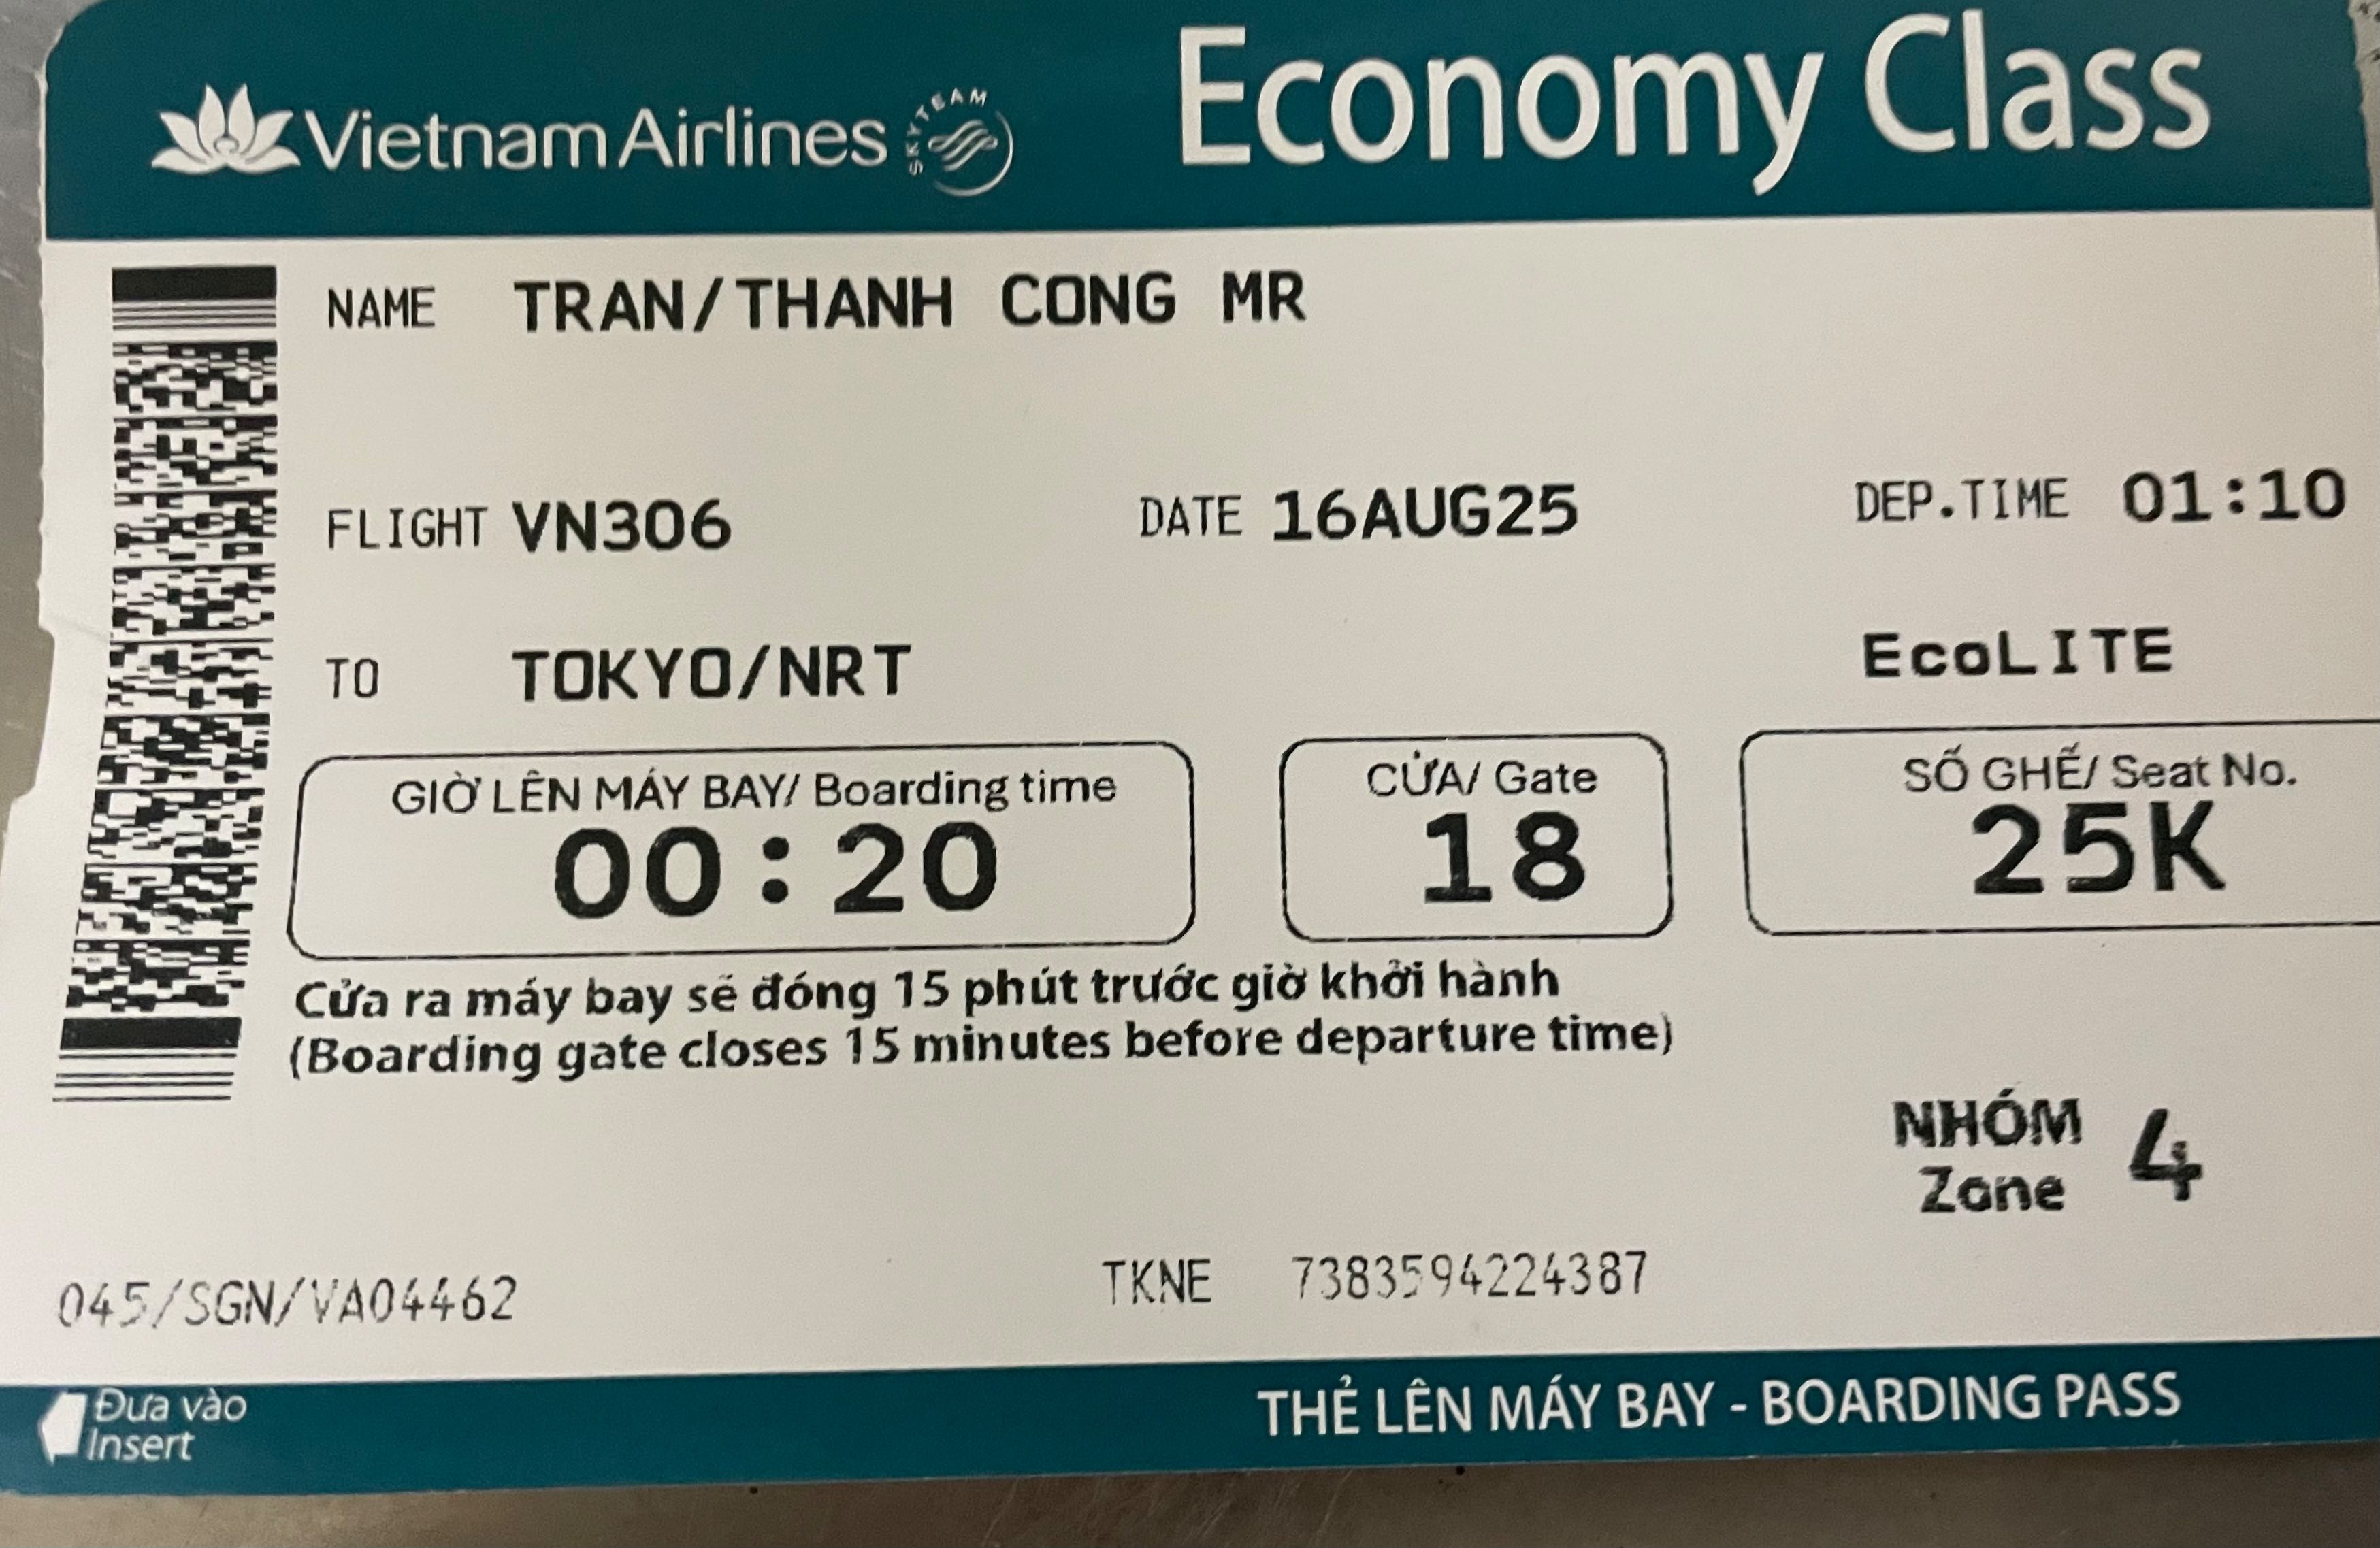 Vietnam Airlines SKYTEAM Economy Class
NAME TRAN/THANH CONG MR
FLIGHT VN306 DATE 16AUG25 DEP.TIME 01:10
TO TOKYO/NRT EcoLITE
GIỜ LÊN MÁY BAY/ Boarding time CỬA/ Gate SỐ GHẾ/ Seat No.
00:20 18 25K
Cửa ra máy bay sẽ đóng 15 phút trước giờ khởi hành
(Boarding gate closes 15 minutes before departure time)
NHÓM 4
Zone
045/SGN/VA04462 TKNE 7383594224387
Đưa vào
Insert
THẺ LÊN MÁY BAY - BOARDING PASS